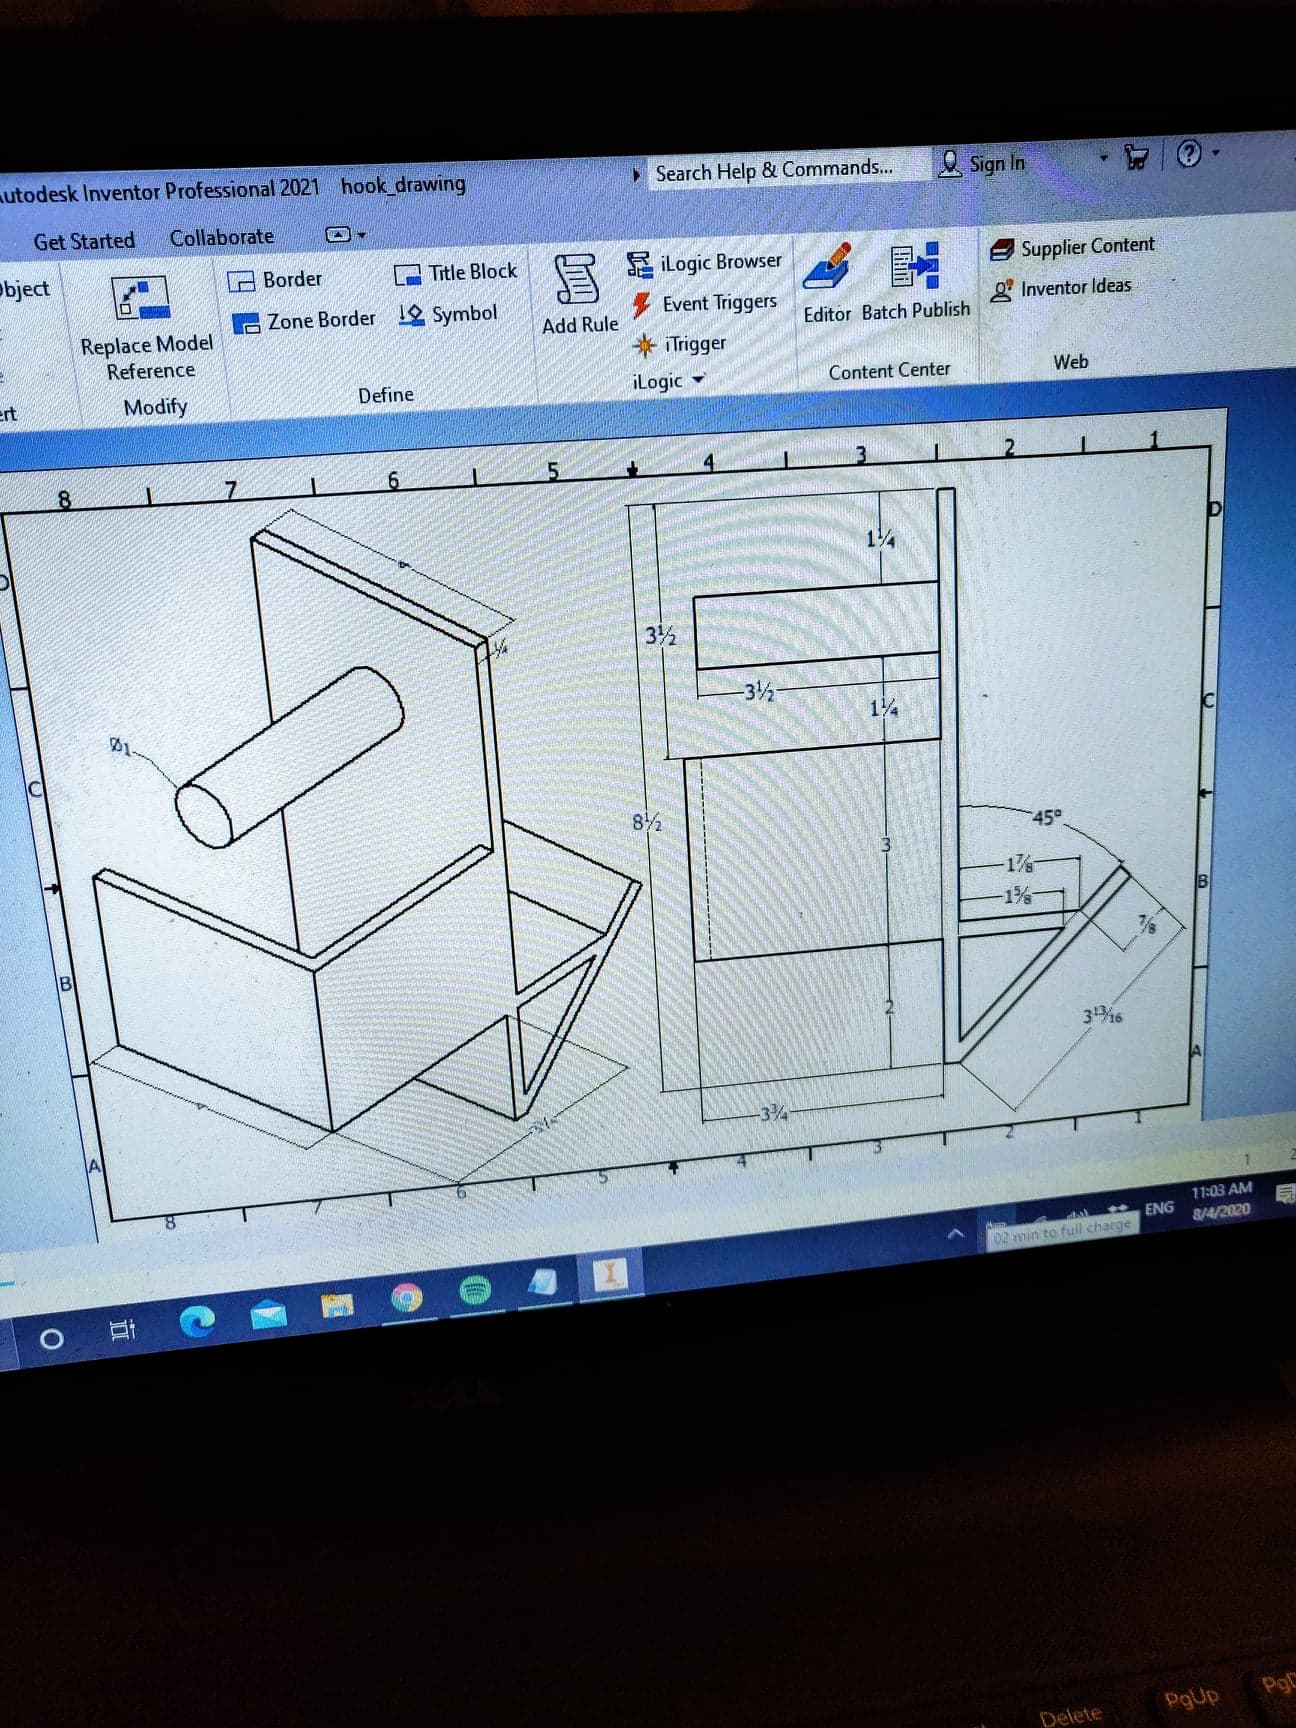 Autodesk Inventor Professional 2021 hook_drawing
Search Help & Commands...
Sign In
Get Started Collaborate
Border
Title Block
Zone Border
Symbol
Replace Model
Reference
Modify
Define
Add Rule
iLogic Browser
Event Triggers
iTrigger
iLogic
Editor Batch Publish
Content Center
Supplier Content
Inventor Ideas
Web
8 7 6 5 4 3 2 1
D
C
B
A
D
C
B
A
4
¼
Ø1
4
1¼
3½
3½
1¼
8½
3
2
3¾
45°
1⅞
1⅝
⅞
3 13/16
8 7 6 5 4 3 2 1
02 min to full charge
ENG
11:03 AM
8/4/2020
Delete
PgUp